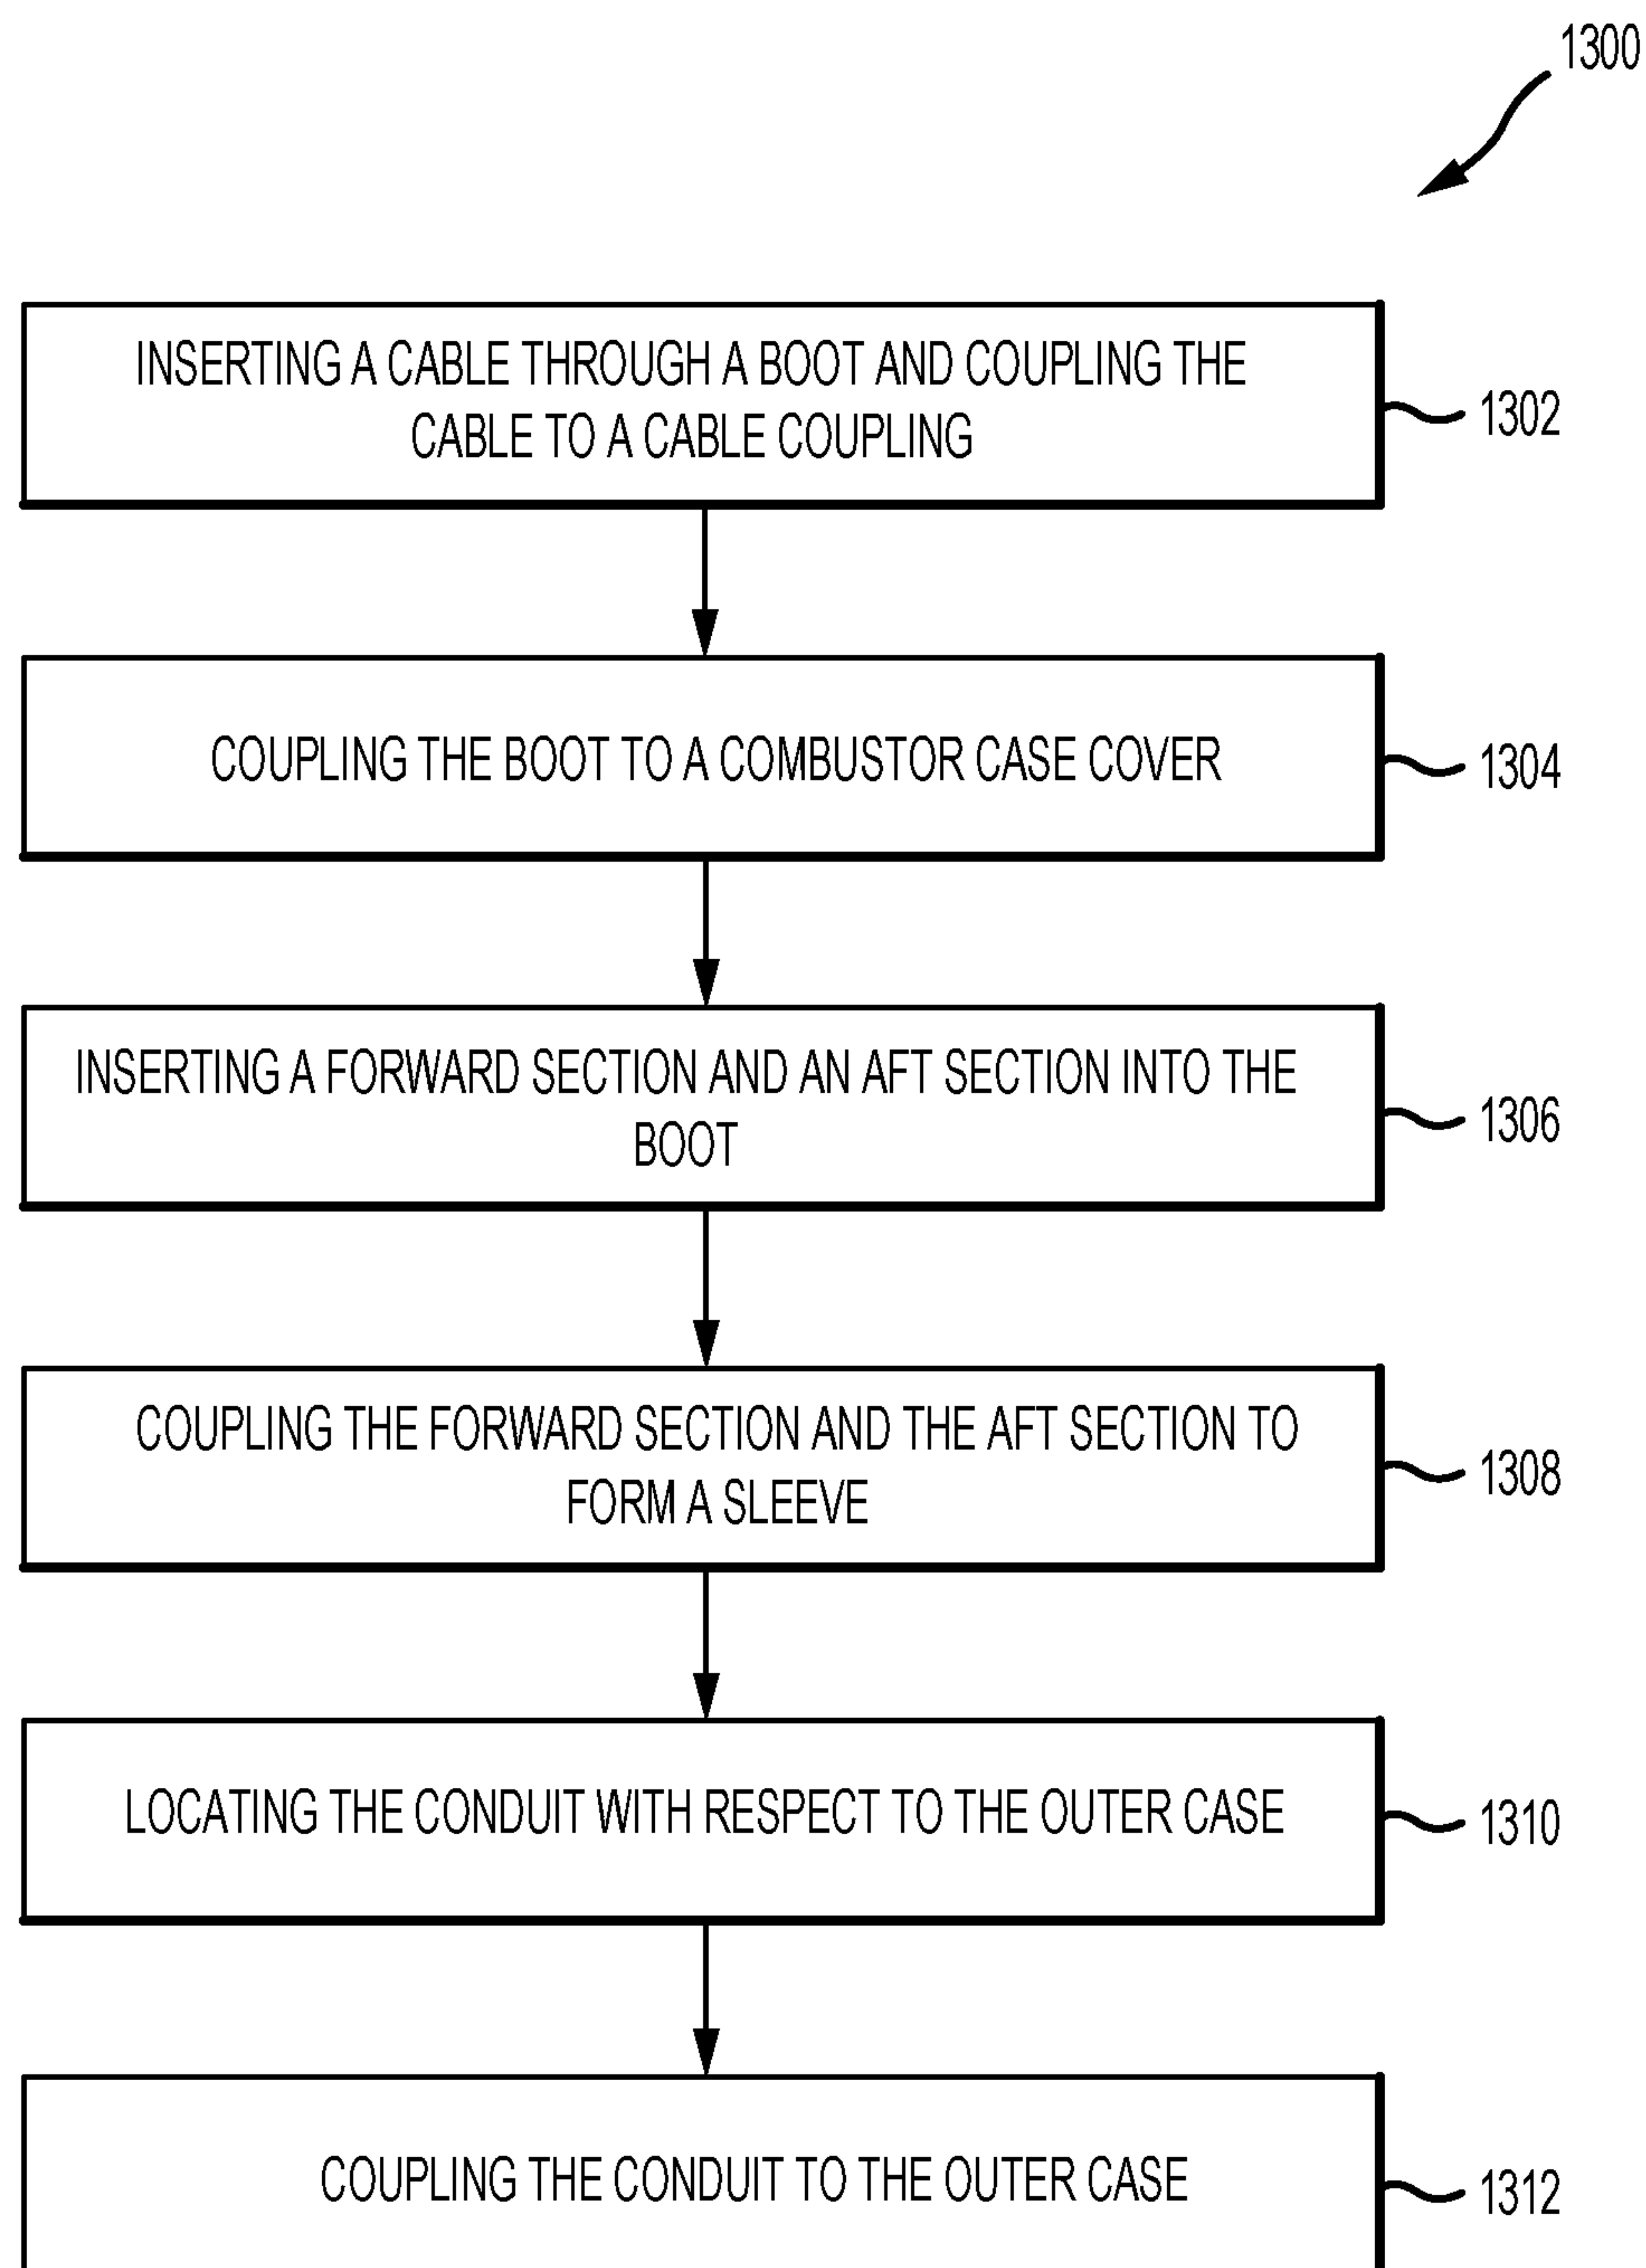 1300
INSERTING A CABLE THROUGH A BOOT AND COUPLING THE
CABLE TO A CABLE COUPLING
1302
COUPLING THE BOOT TO A COMBUSTOR CASE COVER
1304
INSERTING A FORWARD SECTION AND AN AFT SECTION INTO THE
BOOT
1306
COUPLING THE FORWARD SECTION AND THE AFT SECTION TO
FORM A SLEEVE
1308
LOCATING THE CONDUIT WITH RESPECT TO THE OUTER CASE
1310
COUPLING THE CONDUIT TO THE OUTER CASE
1312